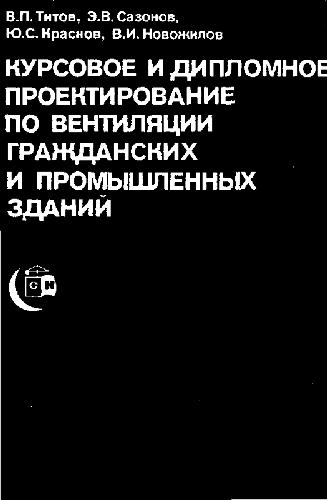 В.П. Титов, Э.В. Сазонов,
Ю.С. Краснов, В.И. Новожилов
КУРСОВОЕ И ДИПЛОМНОЕ
ПРОЕКТИРОВАНИЕ
ПО ВЕНТИЛЯЦИИ
ГРАЖДАНСКИХ
И ПРОМЫШЛЕННЫХ
ЗДАНИЙ
С И